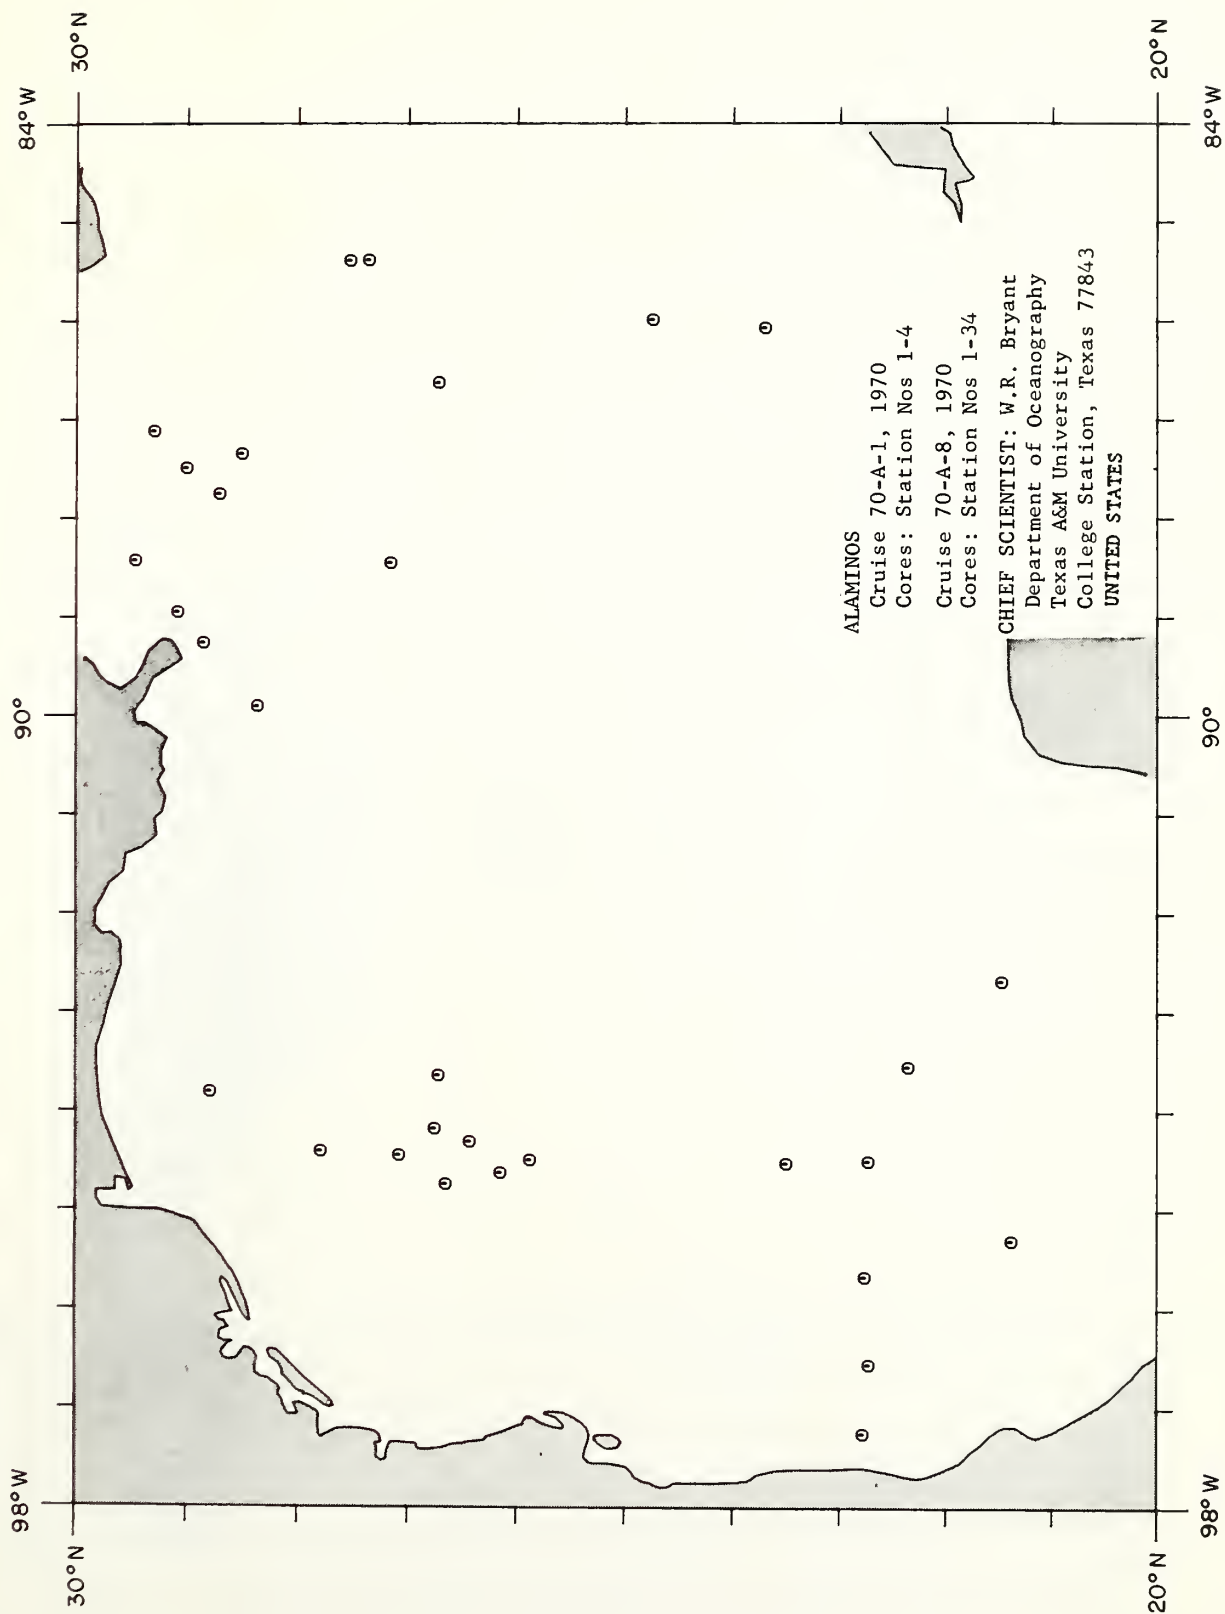 98°W
90°
84°W
30°N
30°N
ALAMINOS
Cruise 70-A-1, 1970
Cores: Station Nos 1-4
Cruise 70-A-8, 1970
Cores: Station Nos 1-34
CHIEF SCIENTIST: W.R. Bryant
Department of Oceanography
Texas A&M University
College Station, Texas 77843
UNITED STATES
20°N
20°N
98°W
90°
84°W